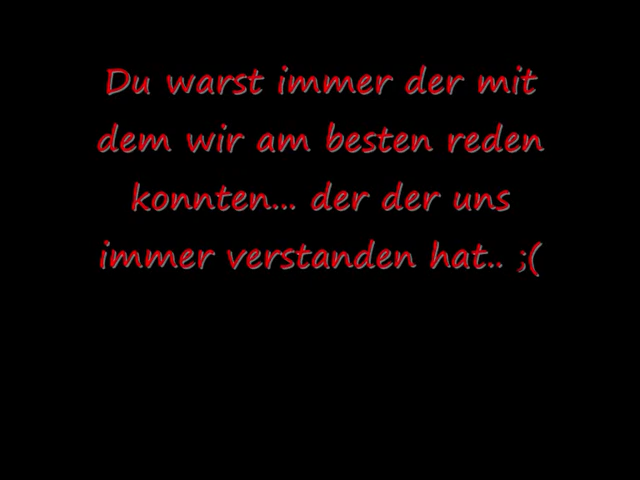 Du warst immer der mit
dem wir am besten reden
konnten... der der uns
immer verstanden hat.. ;(